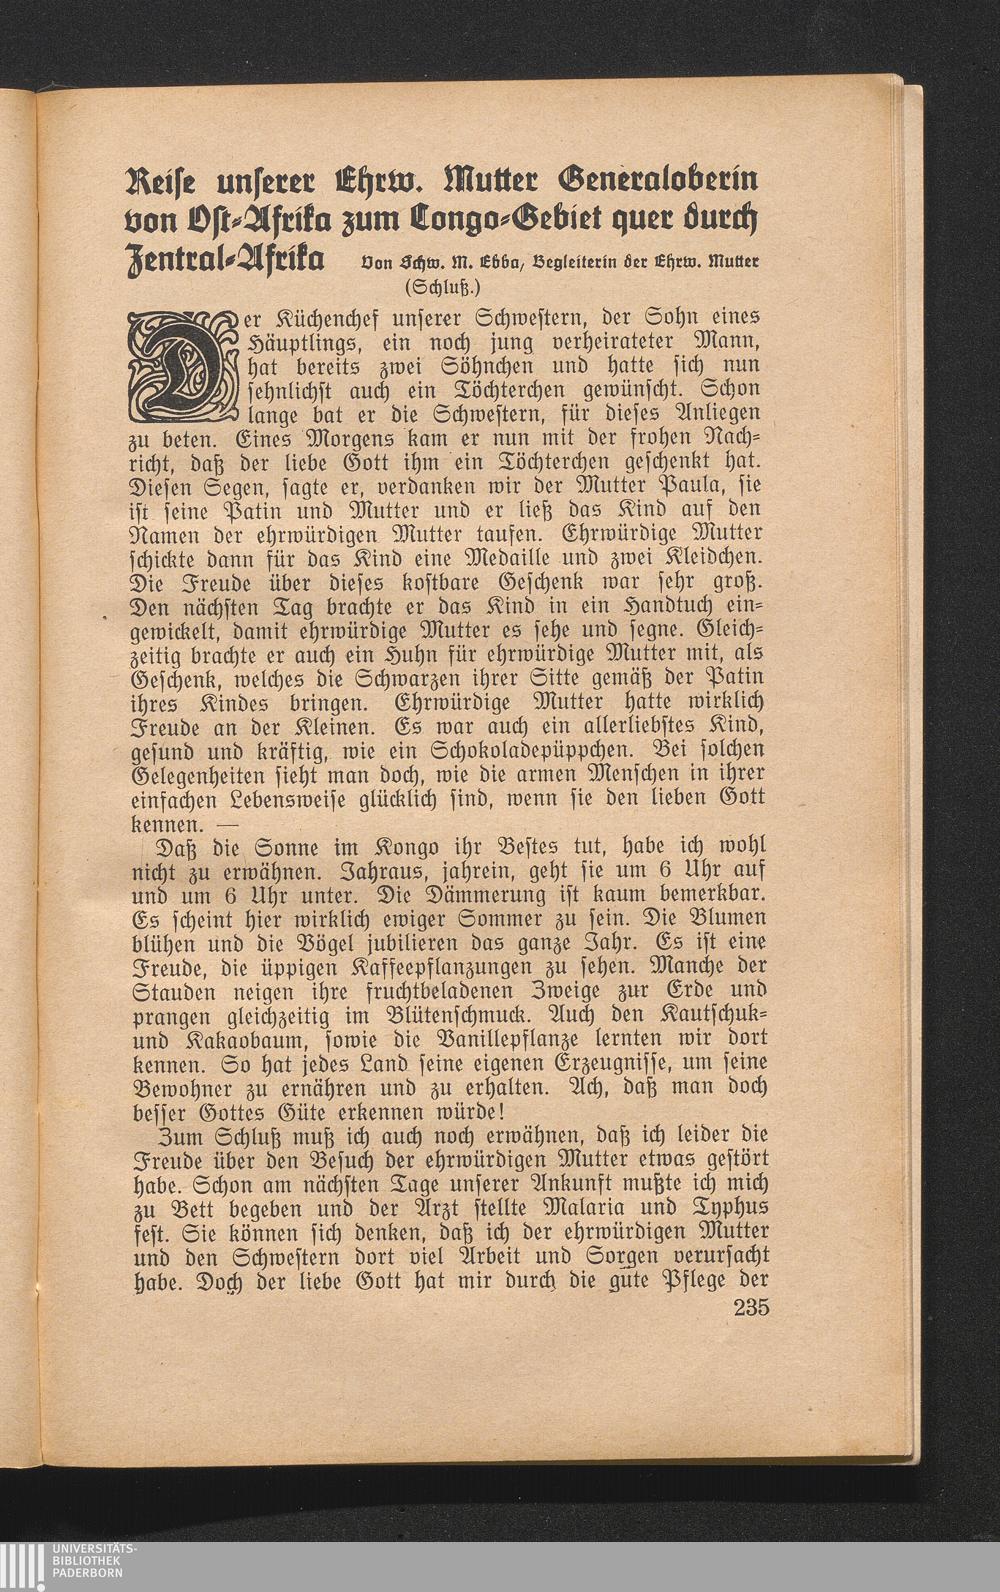 Reise unserer Ehrw. Mutter Generaloberin
von Ost-Afrika zum Congo-Gebiet quer durch
Zentral-Afrika Von Schw. M. Ebba, Begleiterin der Ehrw. Mutter
(Schluß.)
Der Küchenchef unserer Schwestern, der Sohn eines
Häuptlings, ein noch jung verheirateter Mann,
hat bereits zwei Söhnchen und hatte sich nun
sehnlichst auch ein Töchterchen gewünscht. Schon
lange bat er die Schwestern, für dieses Anliegen
zu beten. Eines Morgens kam er nun mit der frohen Nach-
richt, daß der liebe Gott ihm ein Töchterchen geschenkt hat.
Diesen Segen, sagte er, verdanken wir der Mutter Paula, sie
ist seine Patin und Mutter und er ließ das Kind auf den
Namen der ehrwürdigen Mutter taufen. Ehrwürdige Mutter
schickte dann für das Kind eine Medaille und zwei Kleidchen.
Die Freude über dieses kostbare Geschenk war sehr groß.
Den nächsten Tag brachte er das Kind in ein Handtuch ein-
gewickelt, damit ehrwürdige Mutter es sehe und segne. Gleich-
zeitig brachte er auch ein Huhn für ehrwürdige Mutter mit, als
Geschenk, welches die Schwarzen ihrer Sitte gemäß der Patin
ihres Kindes bringen. Ehrwürdige Mutter hatte wirklich
Freude an der Kleinen. Es war auch ein allerliebstes Kind,
gesund und kräftig, wie ein Schokoladepüppchen. Bei solchen
Gelegenheiten sieht man doch, wie die armen Menschen in ihrer
einfachen Lebensweise glücklich sind, wenn sie den lieben Gott
kennen. —
Daß die Sonne im Kongo ihr Bestes tut, habe ich wohl
nicht zu erwähnen. Jahraus, jahrein, geht sie um 6 Uhr auf
und um 6 Uhr unter. Die Dämmerung ist kaum bemerkbar.
Es scheint hier wirklich ewiger Sommer zu sein. Die Blumen
blühen und die Vögel jubilieren das ganze Jahr. Es ist eine
Freude, die üppigen Kaffeepflanzungen zu sehen. Manche der
Stauden neigen ihre fruchtbeladenen Zweige zur Erde und
prangen gleichzeitig im Blütenschmuck. Auch den Kautschuk-
und Kakaobaum, sowie die Vanillepflanze lernten wir dort
kennen. So hat jedes Land seine eigenen Erzeugnisse, um seine
Bewohner zu ernähren und zu erhalten. Ach, daß man doch
besser Gottes Güte erkennen würde!
Zum Schluß muß ich auch noch erwähnen, daß ich leider die
Freude über den Besuch der ehrwürdigen Mutter etwas gestört
habe. Schon am nächsten Tage unserer Ankunft mußte ich mich
zu Bett begeben und der Arzt stellte Malaria und Typhus
fest. Sie können sich denken, daß ich der ehrwürdigen Mutter
und den Schwestern dort viel Arbeit und Sorgen verursacht
habe. Doch der liebe Gott hat mir durch die gute Pflege der
235
UNIVERSITÄTS-
BIBLIOTHEK
PADERBORN